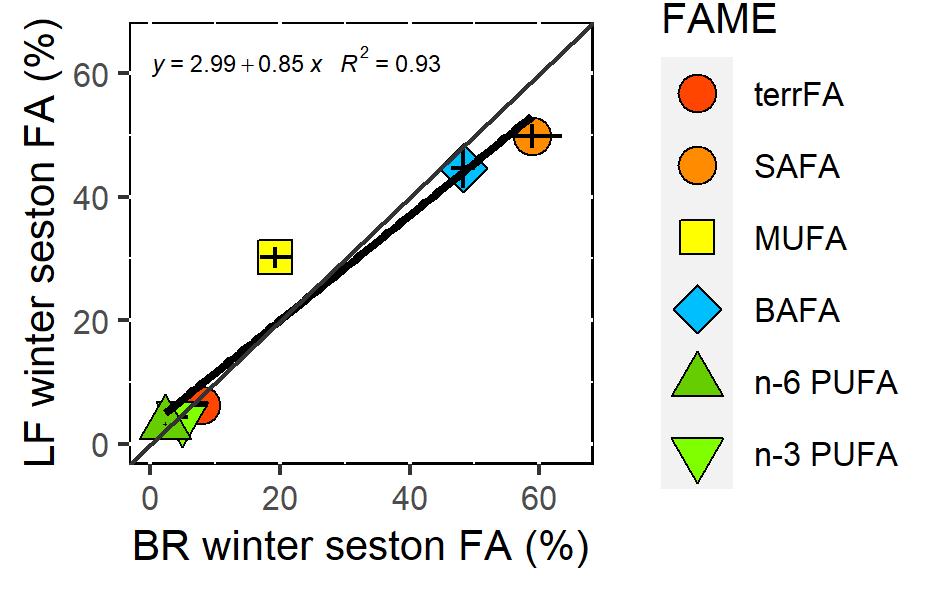 FAME
y = 2.99+0.85 x R² = 0.93
terrFA
SAFA
MUFA
BAFA
n-6 PUFA
n-3 PUFA
LF winter seston FA (%)
60
40
20
0
0 20 40 60
BR winter seston FA (%)